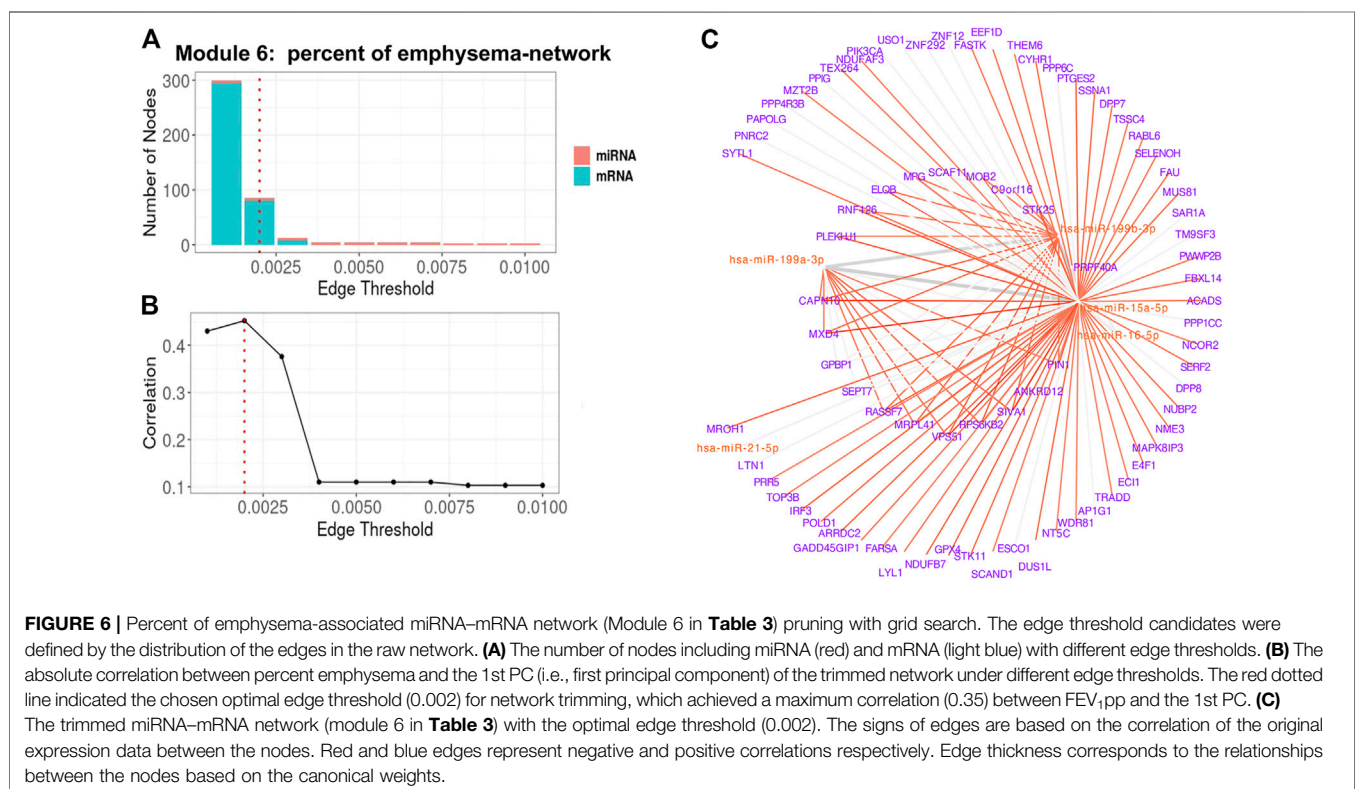 A
Module 6: percent of emphysema-network
Number of Nodes
300
200
100
0
0.0025
0.0050
0.0075
0.0100
Edge Threshold
miRNA
mRNA
B
Correlation
0.4
0.3
0.2
0.1
0.0025
0.0050
0.0075
0.0100
Edge Threshold
C
USO1
ZNF12
EEF1D
PIK3CA
ZNF292
FASTK
THEM6
NDUFAF3
CYHR1
TEX264
PPP6C
PPIG
PTGES2
MZT2B
SSNA1
PPP4R3B
DPP7
PAPOLG
TSSC4
PNRC2
RABL6
SYTL1
SELENOH
SCAF11
MPG
MOB2
FAU
ELOB
C9orf16
MUS81
RNF126
STK25
SAR1A
PLEKHJ1
hsa-miR-199b-3p
TM9SF3
hsa-miR-199a-3p
PRPF40A
PWWP2B
FBXL14
CAPN10
hsa-miR-15a-5p
ACADS
PPP1CC
MXD4
hsa-miR-16-5p
NCOR2
GPBP1
PIN1
SERF2
SEPT7
ANKRD12
DPP8
RASSF7
SIVA1
NUBP2
MROH1
MRPL41
RPS6KB2
NME3
VPS51
hsa-miR-21-5p
MAPK8IP3
LTN1
E4F1
PRR5
ECI1
TOP3B
TRADD
IRF3
AP1G1
POLD1
WDR81
ARRDC2
NT5C
GADD45GIP1
FARSA
GPX4
ESCO1
STK11
NDUFB7
DUS1L
LYL1
SCAND1
FIGURE 6 | Percent of emphysema-associated miRNA–mRNA network (Module 6 in Table 3) pruning with grid search. The edge threshold candidates were
defined by the distribution of the edges in the raw network. (A) The number of nodes including miRNA (red) and mRNA (light blue) with different edge thresholds. (B) The
absolute correlation between percent emphysema and the 1st PC (i.e., first principal component) of the trimmed network under different edge thresholds. The red dotted
line indicated the chosen optimal edge threshold (0.002) for network trimming, which achieved a maximum correlation (0.35) between FEV₁pp and the 1st PC. (C)
The trimmed miRNA–mRNA network (module 6 in Table 3) with the optimal edge threshold (0.002). The signs of edges are based on the correlation of the original
expression data between the nodes. Red and blue edges represent negative and positive correlations respectively. Edge thickness corresponds to the relationships
between the nodes based on the canonical weights.